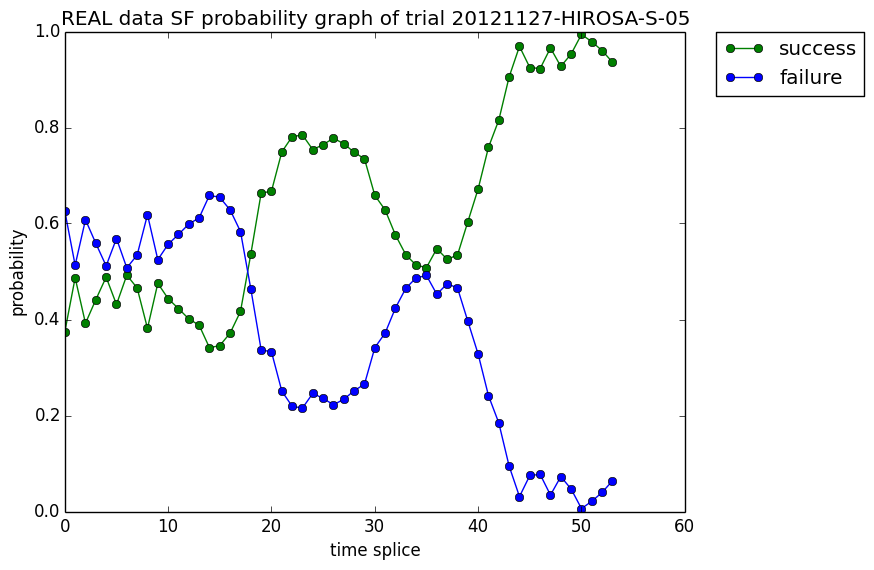 REAL data SF probability graph of trial 20121127-HIROSA-S-05
1.0
0.8
0.6
0.4
0.2
0.0
probability
0
10
20
30
40
50
60
time splice
success
failure